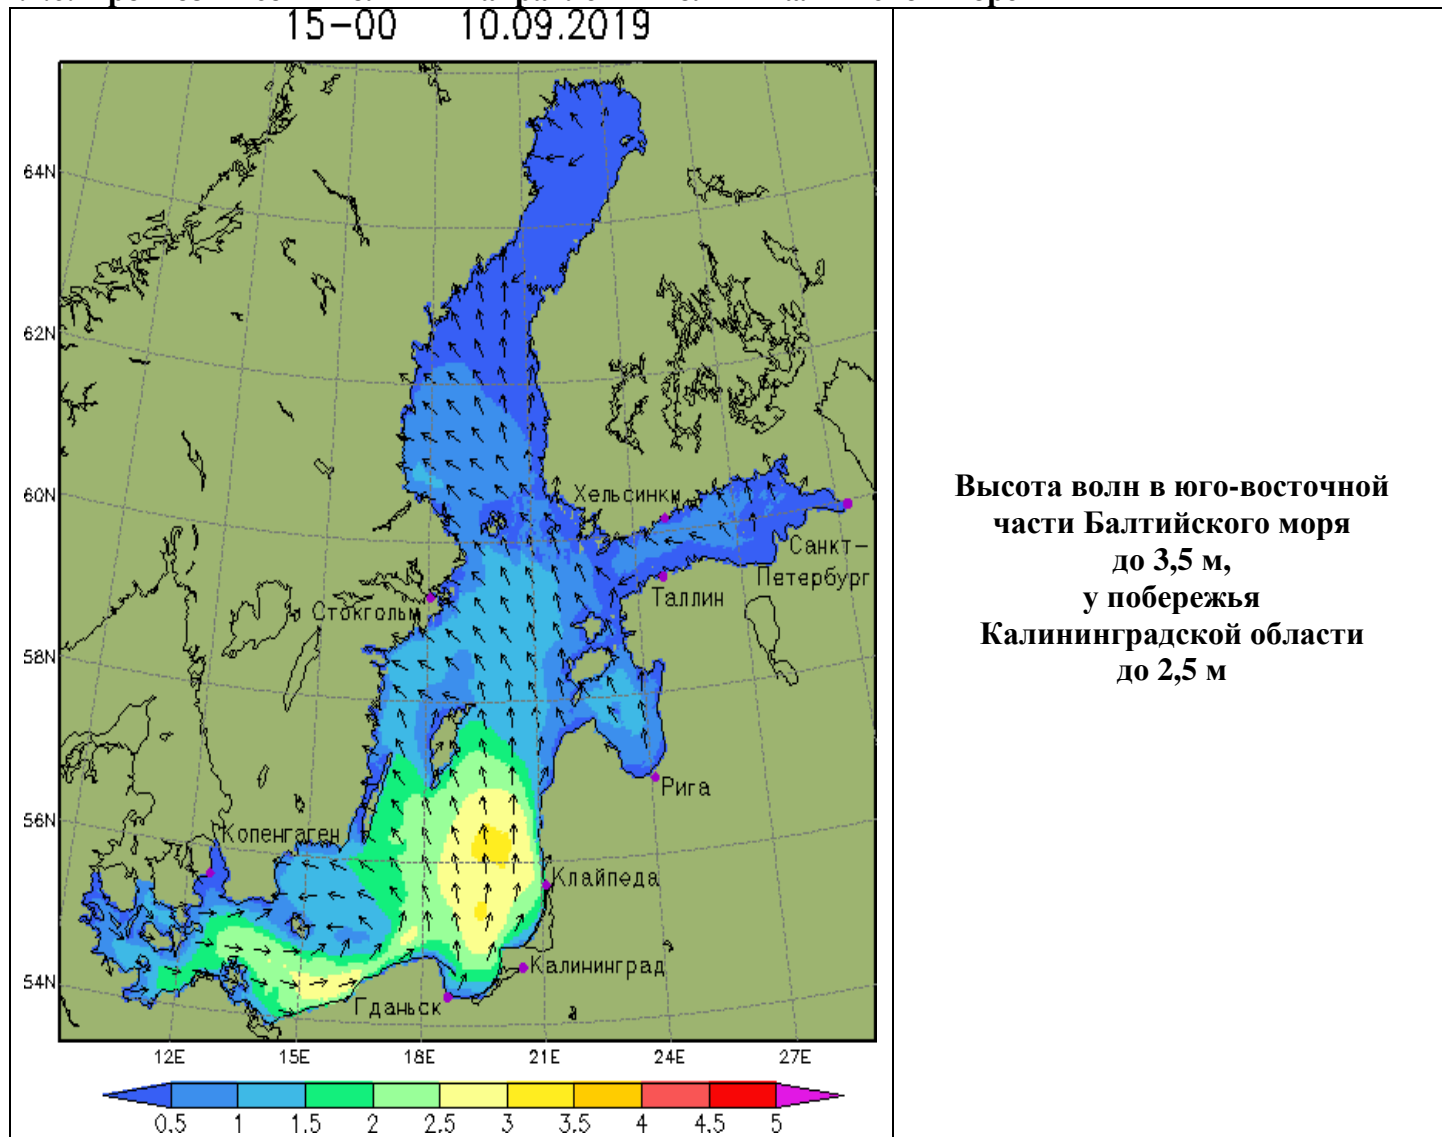 15-00 10.09.2019
64N
62N
Хельсинки
60N
Санкт-
Петербург
Таллин
Стокгольм
58N
Рига
56N
Копенгаген
Клайпеда
Калининград
54N
Гданьск
12E 15E 18E 21E 24E 27E
0,5 1 1,5 2 2,5 3 3,5 4 4,5 5
Высота волн в юго-восточной
части Балтийского моря
до 3,5 м,
у побережья
Калининградской области
до 2,5 м